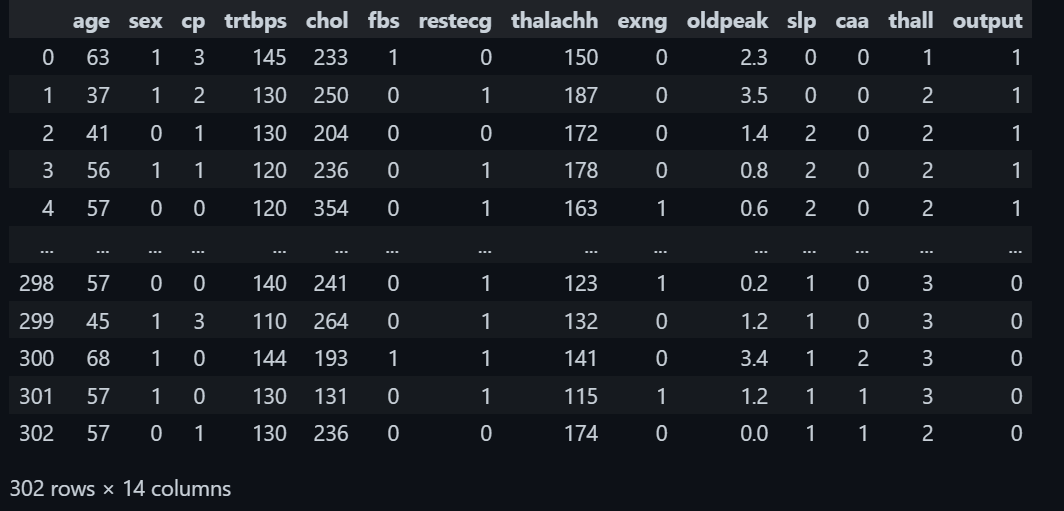 age sex cp trtbps chol fbs restecg thalachh exng oldpeak slp caa thall output
0 63 1 3 145 233 1 0 150 0 2.3 0 0 1 1
1 37 1 2 130 250 0 1 187 0 3.5 0 0 2 1
2 41 0 1 130 204 0 0 172 0 1.4 2 0 2 1
3 56 1 1 120 236 0 1 178 0 0.8 2 0 2 1
4 57 0 0 120 354 0 1 163 1 0.6 2 0 2 1
... ... ... ... ... ... ... ... ... ... ... ... ... ... ...
298 57 0 0 140 241 0 1 123 1 0.2 1 0 3 0
299 45 1 3 110 264 0 1 132 0 1.2 1 0 3 0
300 68 1 0 144 193 1 1 141 0 3.4 1 2 3 0
301 57 1 0 130 131 0 1 115 1 1.2 1 1 3 0
302 57 0 1 130 236 0 0 174 0 0.0 1 1 2 0
302 rows × 14 columns